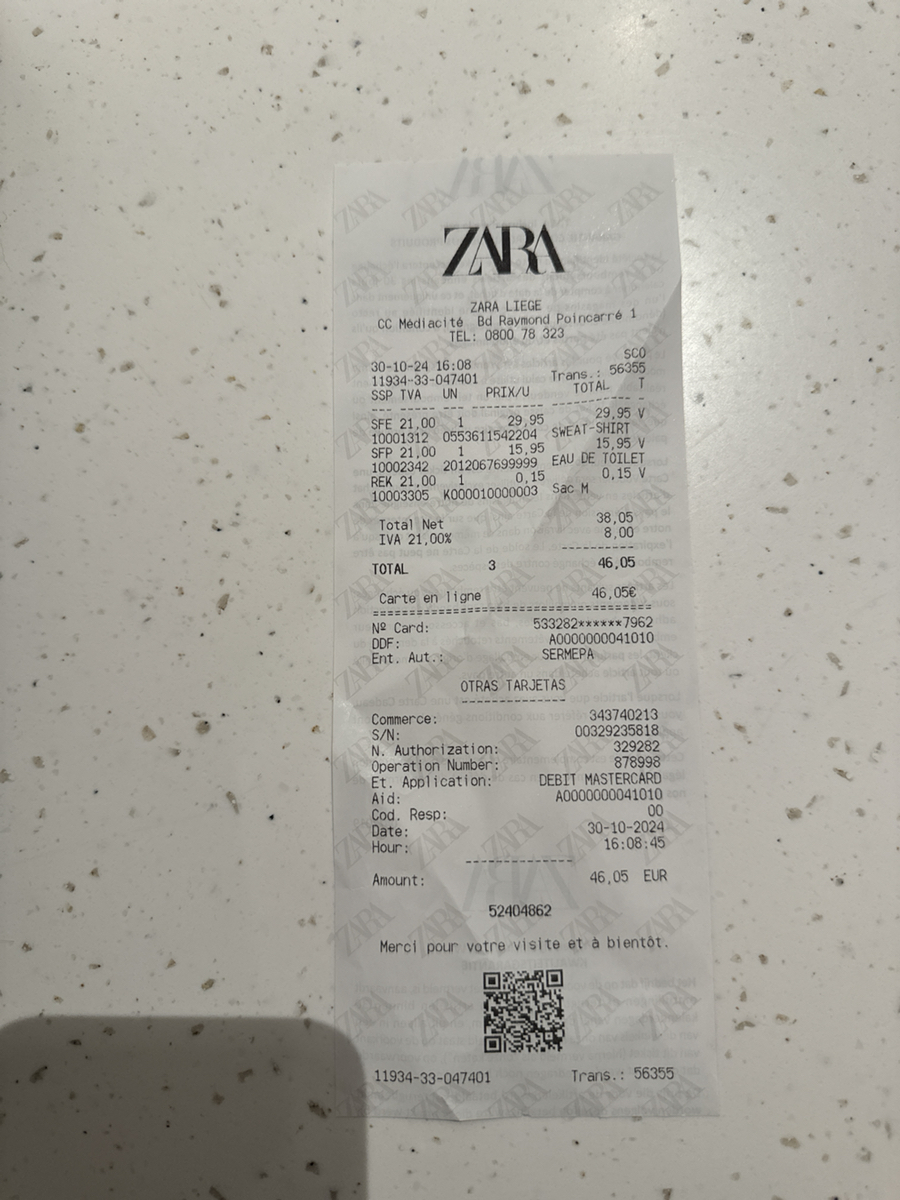 ZARA
ZARA LIEGE
CC Médiacité Bd Raymond Poincarré 1
TEL: 0800 78 323
SCO
30-10-24 16:08
11934-33-047401 Trans.: 56355
SSP TVA UN PRIX/U TOTAL T
--- --- --- --------- ------------ -
SFE 21,00 1 29,95 29,95 V
10001312 0553611542204 SWEAT-SHIRT
SFP 21,00 1 15,95 15,95 V
10002342 2012067699999 EAU DE TOILET
REK 21,00 1 0,15 0,15 V
10003305 K000010000003 Sac M
Total Net 38,05
IVA 21,00% 8,00
----------
TOTAL 3 46,05
Carte en ligne 46,05€
========================================
Nº Card: 533282******7962
DDF: A0000000041010
Ent. Aut.: SERMEPA
OTRAS TARJETAS
--------------
Commerce: 343740213
S/N: 00329235818
N. Authorization: 329282
Operation Number: 878998
Et. Application: DEBIT MASTERCARD
Aid: A0000000041010
Cod. Resp: 00
Date: 30-10-2024
Hour: 16:08:45
--------------
Amount: 46,05 EUR
52404862
Merci pour votre visite et à bientôt.
11934-33-047401 Trans.: 56355